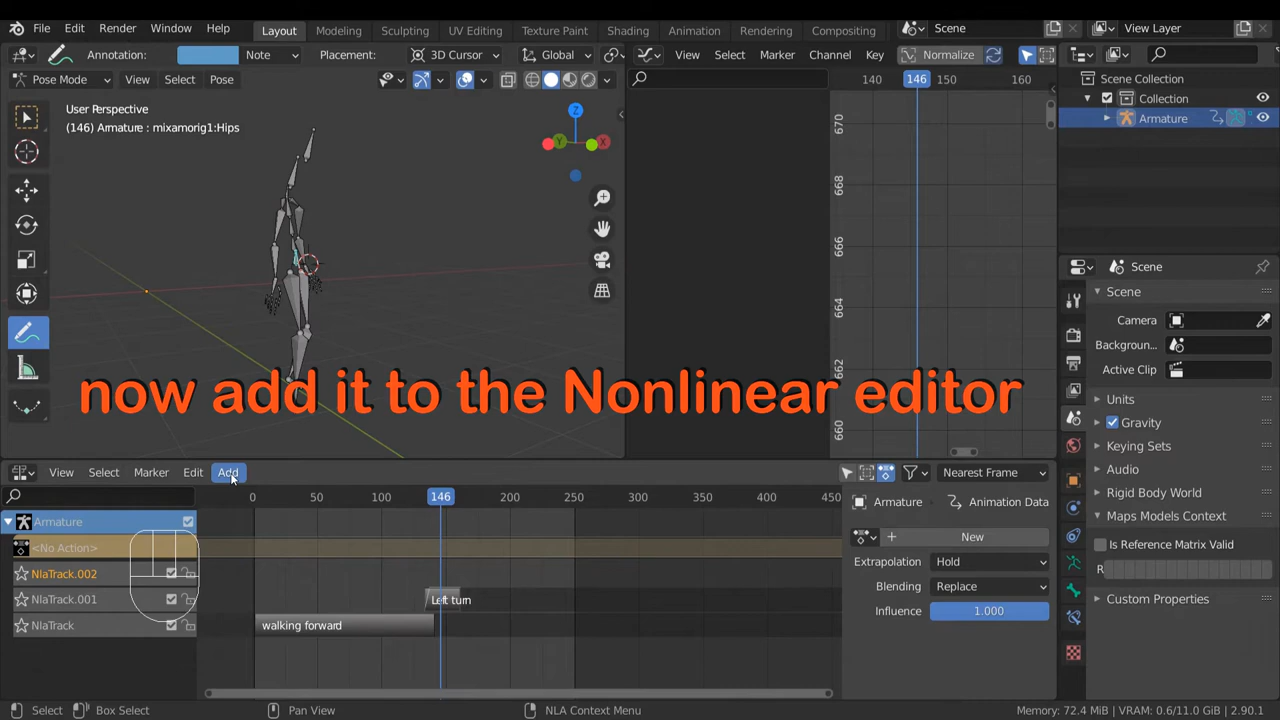 File Edit Render Window Help Layout Modeling Sculpting UV Editing Texture Paint Shading Animation Compositing Scene View Layer
Annotation: Note Placement: 3D Cursor Global View Select Marker Channel Key Normalize
Pose Mode View Select Pose 140 146 150 160 Scene Collection
Collection
Armature
User Perspective
(146) Armature : mixamorig1:Hips
Z
Y
X
670
668
666
664
662
660
Scene
Scene
Camera
Backgroun...
Active Clip
Units
Gravity
Keying Sets
Audio
Rigid Body World
Maps Models Context
Is Reference Matrix Valid
R
Custom Properties
now add it to the Nonlinear editor
View Select Marker Edit Add Nearest Frame
0 50 100 146 200 250 300 350 400 450
Armature
<No Action>
NlaTrack.002
NlaTrack.001
NlaTrack
Left turn
walking forward
Armature Animation Data
New
Extrapolation Hold
Blending Replace
Influence 1.000
Select Box Select Pan View NLA Context Menu Memory: 72.4 MiB | VRAM: 0.6/11.0 GiB | 2.90.1